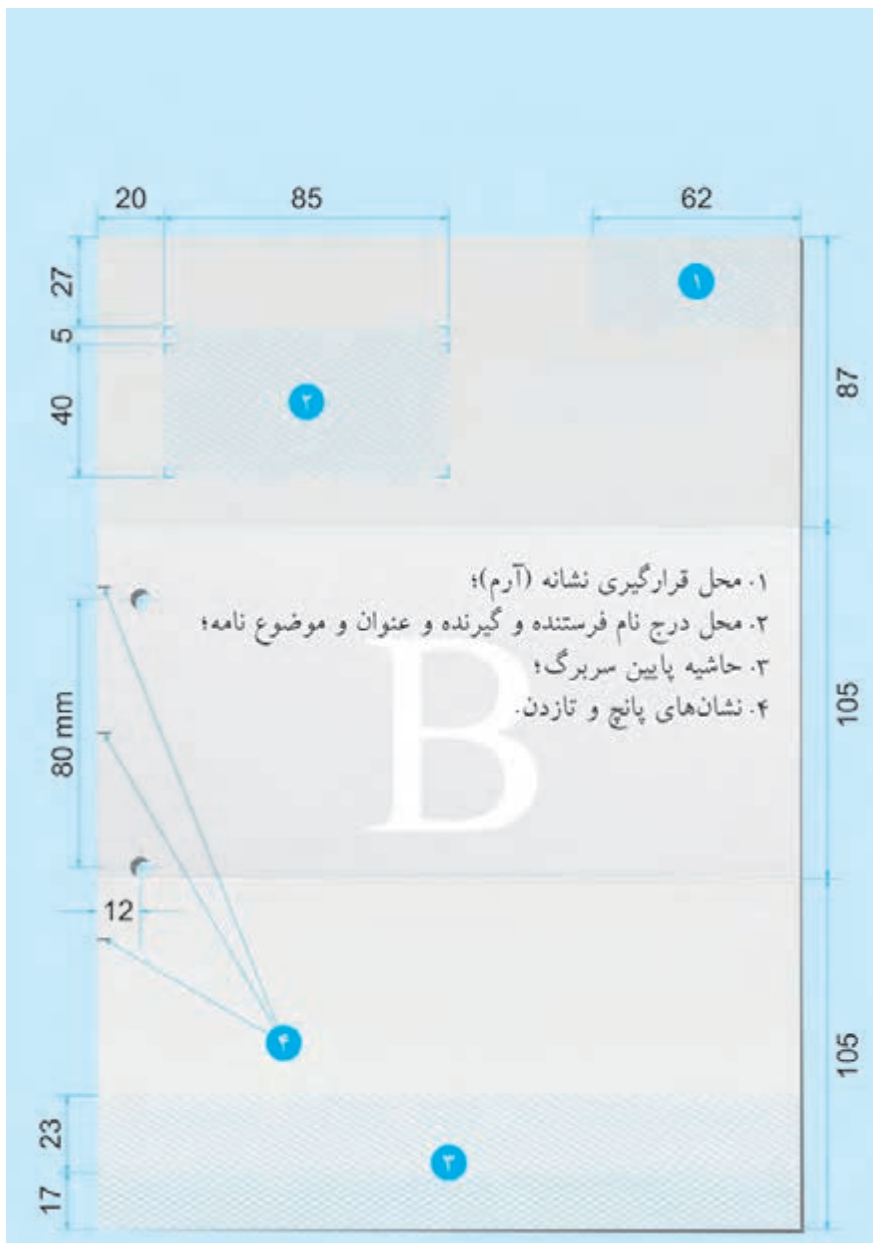 20
85
62
27
5
40
87
۱
۲
۱. محل قرارگیری نشانه (آرم)؛
۲. محل درج نام فرستنده و گیرنده و عنوان و موضوع نامه؛
۳. حاشیه پایین سربرگ؛
۴. نشان‌های پانچ و تازدن.
B
80 mm
105
12
۴
105
23
۳
17